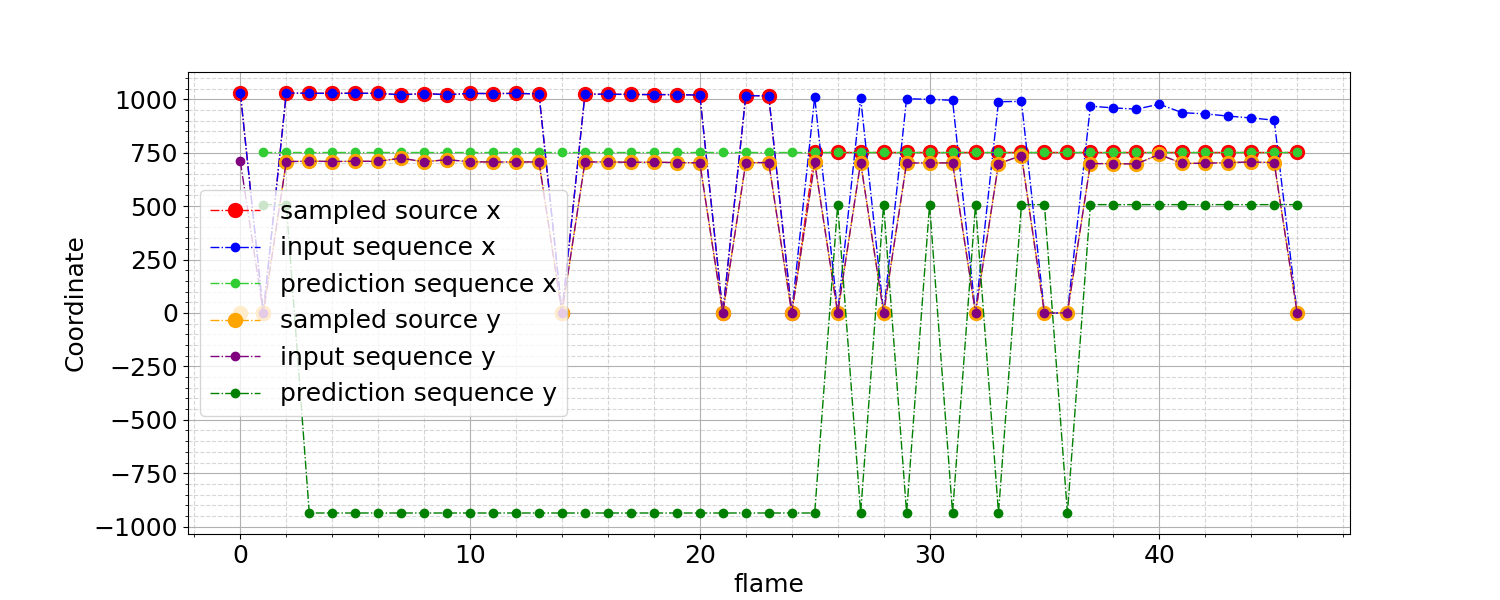 1000
750
500
250
0
−250
−500
−750
−1000
Coordinate
sampled source x
input sequence x
prediction sequence x
sampled source y
input sequence y
prediction sequence y
0 10 20 30 40
flame